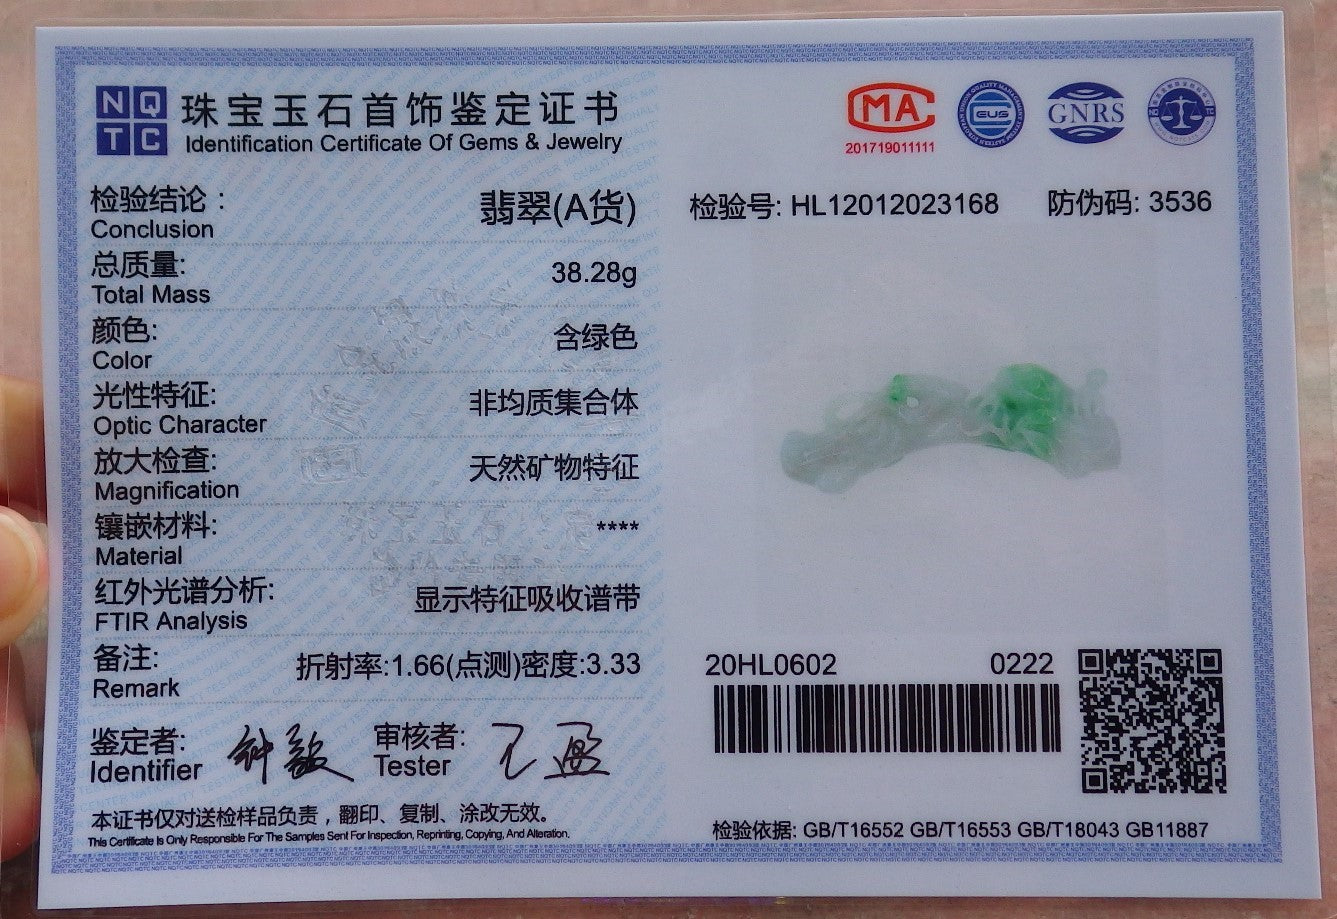 NQ
TC
珠宝玉石首饰鉴定证书
Identification Certificate Of Gems & Jewelry
检验结论：
翡翠(A货)
Conclusion
总质量:
38.28g
Total Mass
颜色:
含绿色
Color
光性特征:
非均质集合体
Optic Character
放大检查:
天然矿物特征
Magnification
镶嵌材料:
****
Material
红外光谱分析:
显示特征吸收谱带
FTIR Analysis
备注:
折射率:1.66(点测)密度:3.33
Remark
鉴定者:
Identifier
审核者:
Tester
本证书仅对送检样品负责，翻印、复制、涂改无效。
This Certificate Is Only Responsible For The Samples Sent For Inspection, Reprinting, Copying, And Alteration.
MA
201719011111
GUS
GNRS
检验号: HL12012023168
防伪码: 3536
20HL0602
0222
检验依据: GB/T16552 GB/T16553 GB/T18043 GB11887